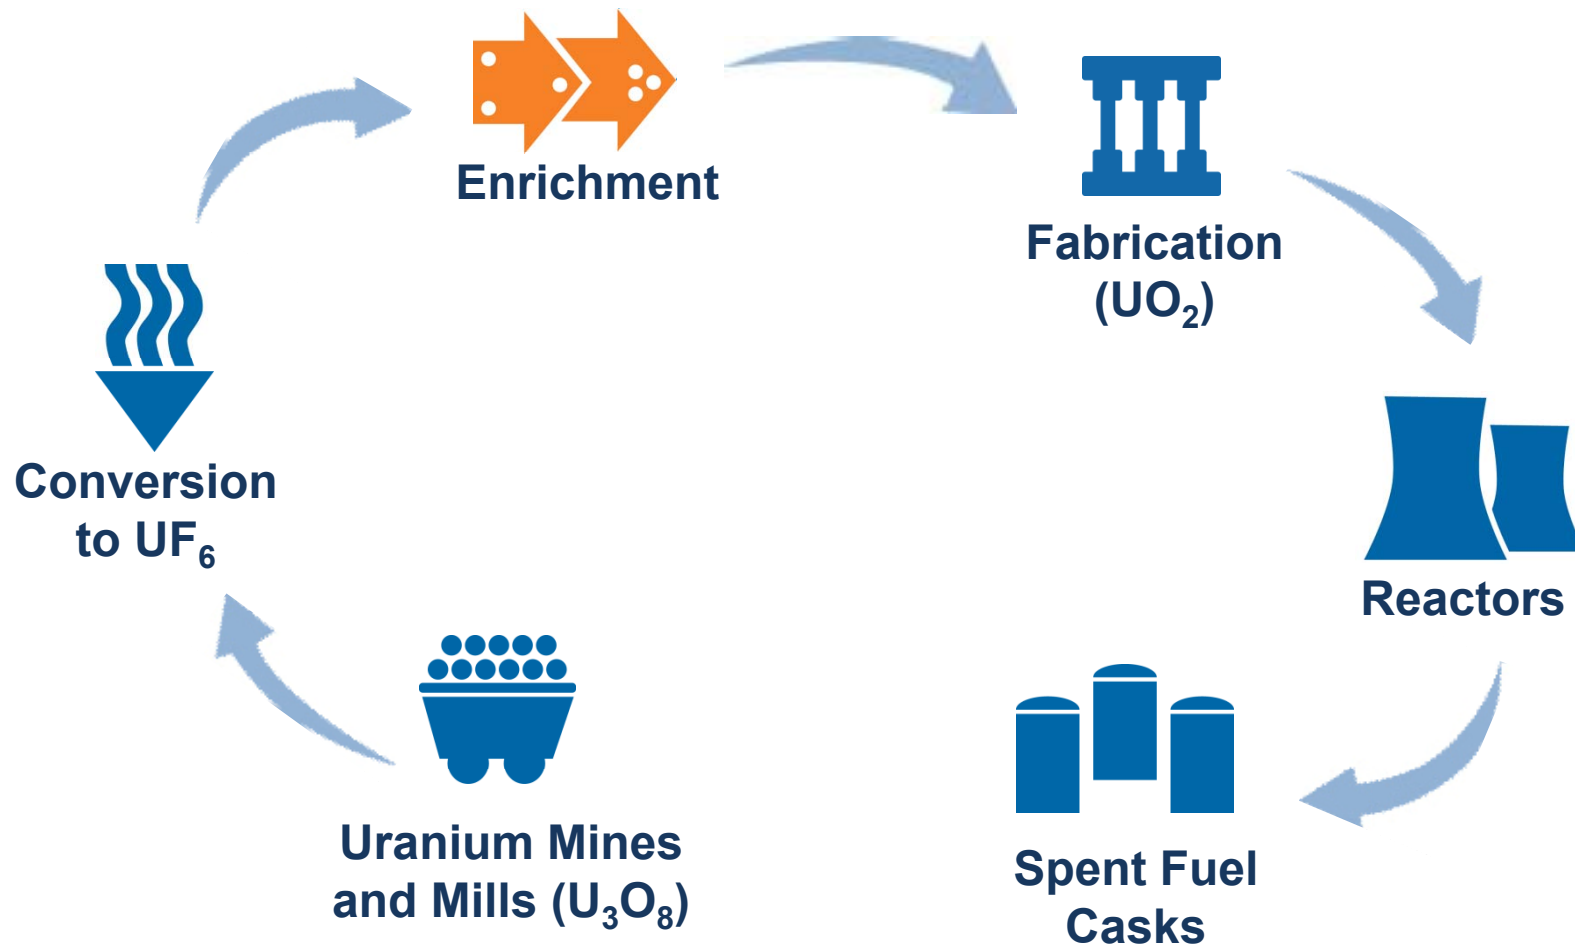 Enrichment
Fabrication
(UO₂)
Conversion
to UF₆
Reactors
Uranium Mines
and Mills (U₃O₈)
Spent Fuel
Casks